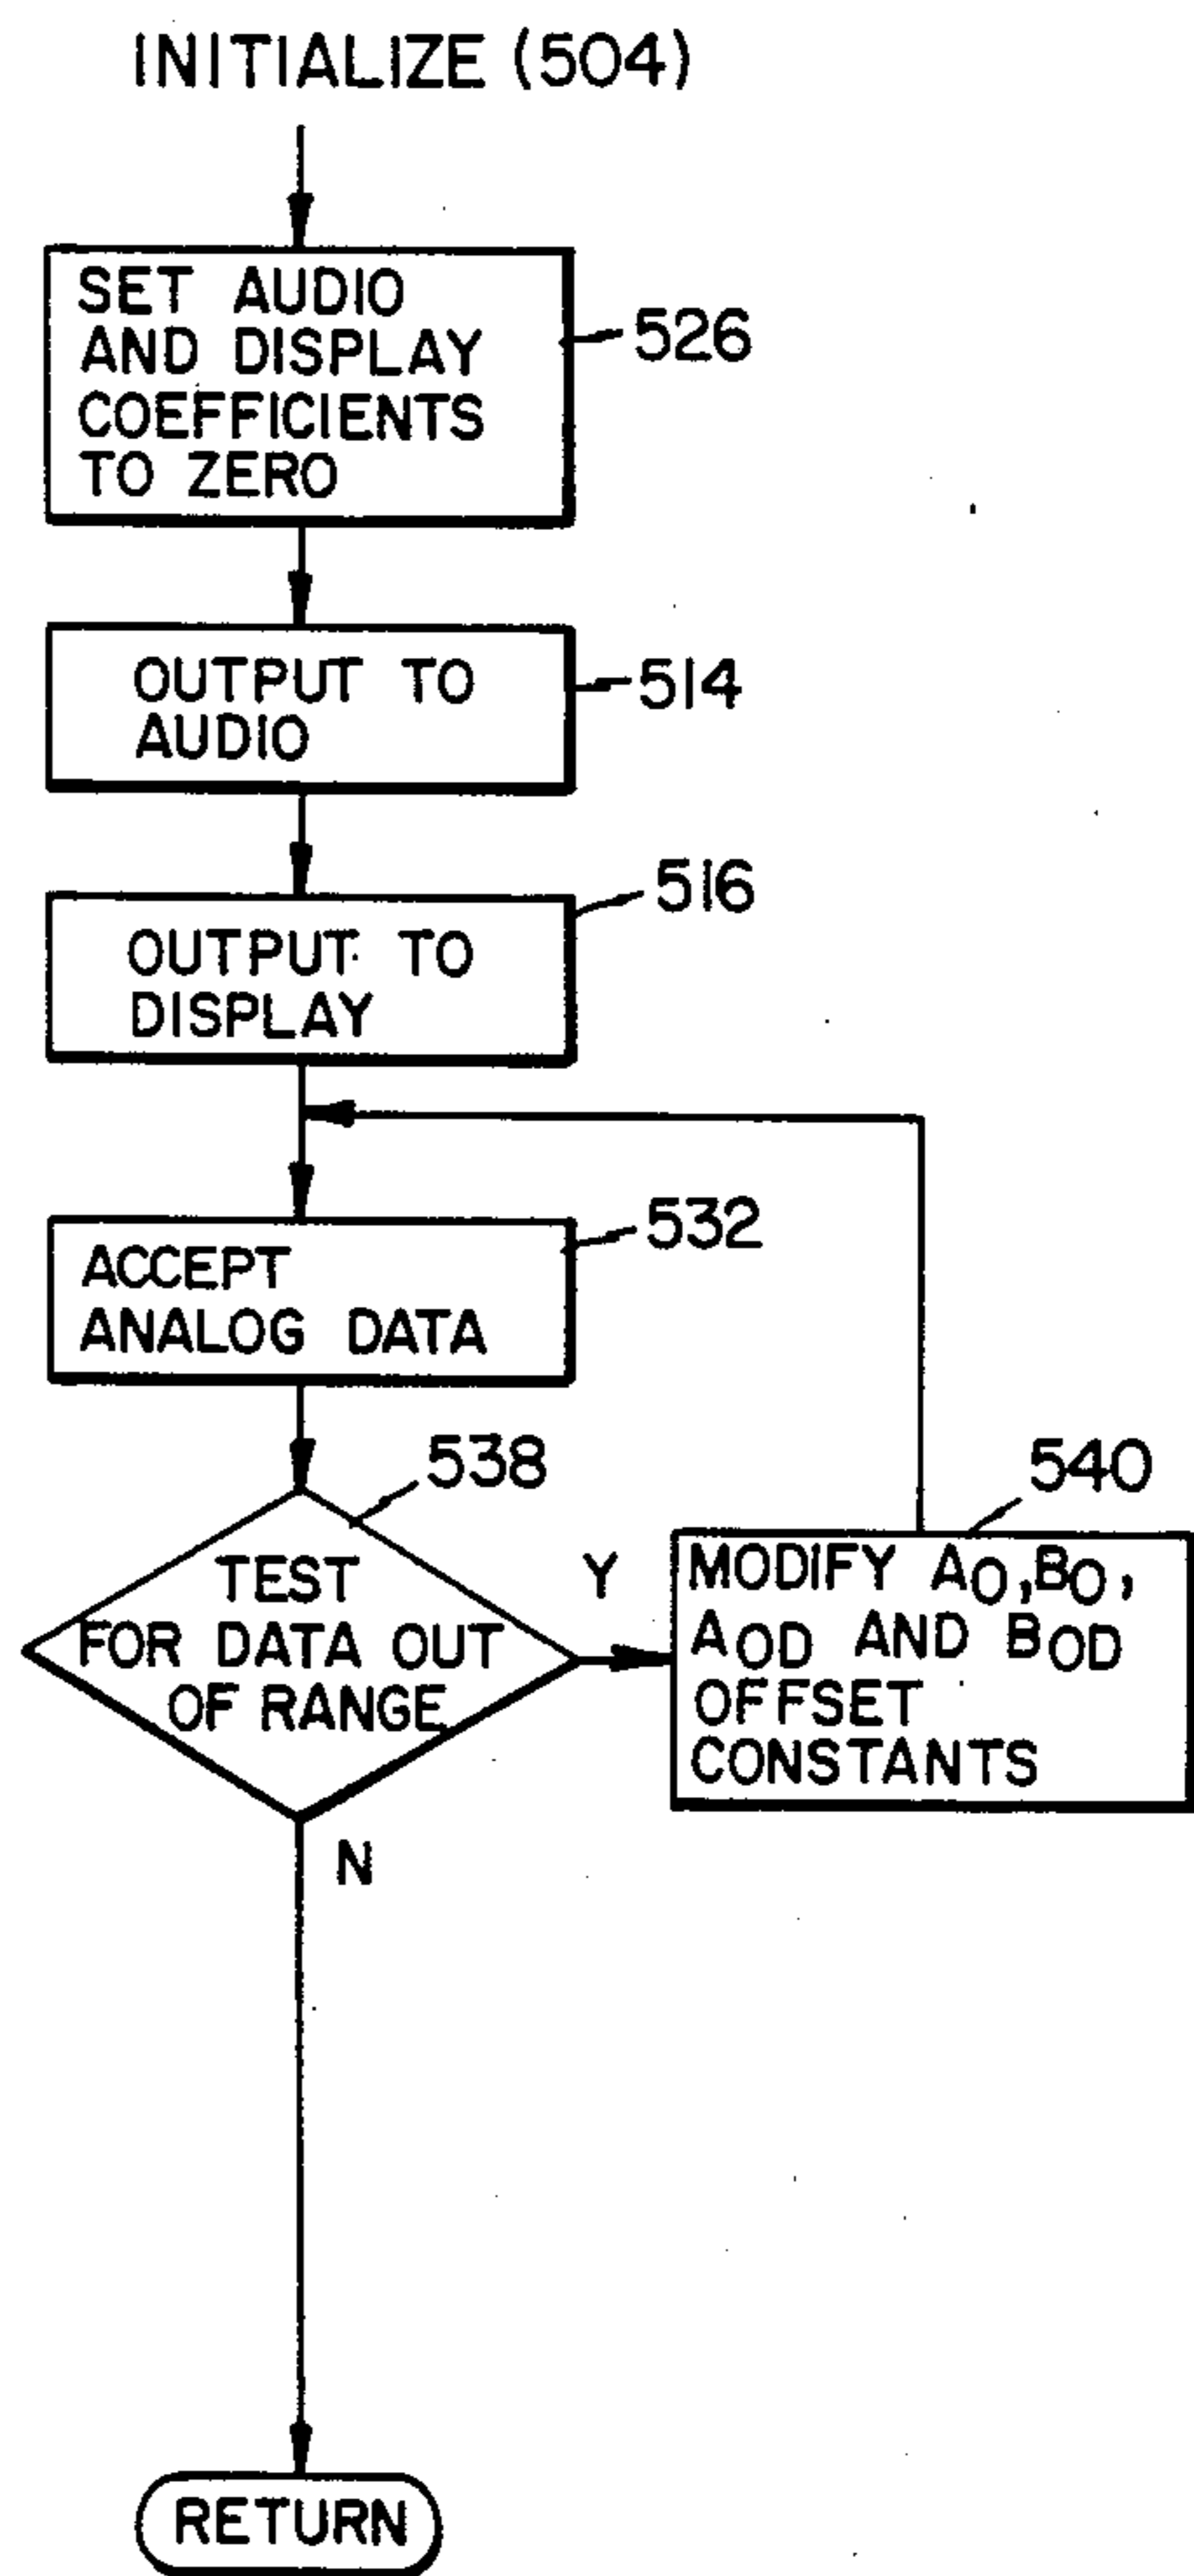 INITIALIZE (504)
SET AUDIO
AND DISPLAY
COEFFICIENTS
TO ZERO
526
OUTPUT TO
AUDIO
514
516
OUTPUT TO
DISPLAY
532
ACCEPT
ANALOG DATA
538
TEST
FOR DATA OUT
OF RANGE
Y
N
540
MODIFY AO,BO,
AOD AND BOD
OFFSET
CONSTANTS
RETURN